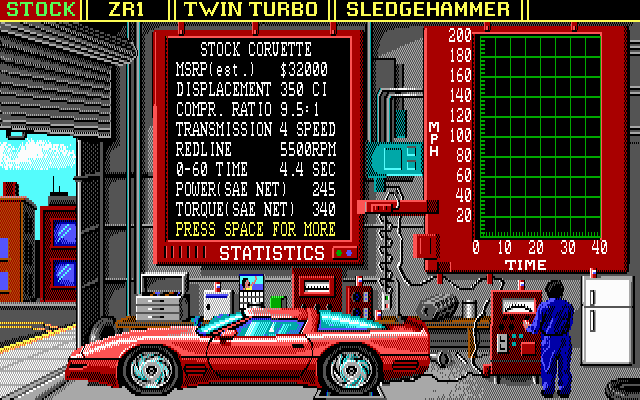 STOCK ZR1 TWIN TURBO SLEDGEHAMMER
STOCK CORVETTE
MSRP(est.) $32000
DISPLACEMENT 350 CI
COMPR. RATIO 9.5:1
TRANSMISSION 4 SPEED
REDLINE 5500RPM
0-60 TIME 4.4 SEC
POWER(SAE NET) 245
TORQUE(SAE NET) 340
PRESS SPACE FOR MORE
STATISTICS
200
180
160
140
120
100
80
60
40
20
MPH
0 10 20 30 40
TIME